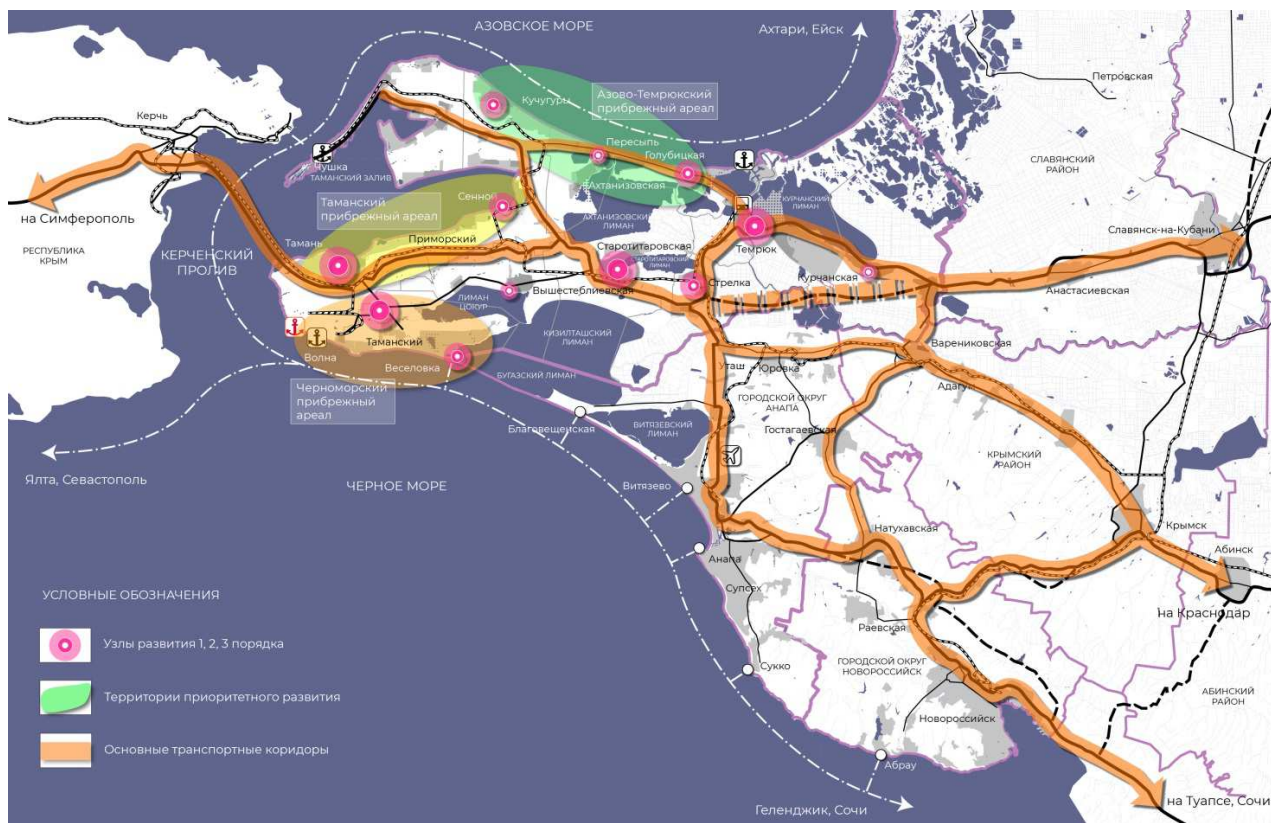 АЗОВСКОЕ МОРЕ
Ахтари, Ейск
Петровская
Керчь
Кучугуры
Азово-Темрюкский
прибрежный ареал
Пересыпь
Голубицкая
Чушка
ТАМАНСКИЙ ЗАЛИВ
СЛАВЯНСКИЙ
РАЙОН
на Симферополь
РЕСПУБЛИКА
КРЫМ
КЕРЧЕНСКИЙ
ПРОЛИВ
Таманский
прибрежный ареал
Сенной
Ахтанизовская
АХТАНИЗОВСКИЙ
ЛИМАН
КУРЧАНСКИЙ
ЛИМАН
Темрюк
Славянск-на-Кубани
Тамань
Приморский
Старотитаровская
СТАРОТИТАРОВСКИЙ
ЛИМАН
Стрелка
Курчанская
Анастасиевская
Вышестеблиевская
ЛИМАН
ЦОКУР
КИЗИЛТАШСКИЙ
ЛИМАН
Таманский
Волна
Веселовка
БУГАЗСКИЙ ЛИМАН
Черноморский
прибрежный
ареал
Уташ
Юровка
Варениковская
Адагум
ГОРОДСКОЙ ОКРУГ
АНАПА
Гостагаевская
КРЫМСКИЙ
РАЙОН
Благовещенская
ВИТЯЗЕВСКИЙ
ЛИМАН
Ялта, Севастополь
ЧЕРНОЕ МОРЕ
Витязево
Натухаевская
Крымск
Абинск
Анапа
Супсех
на Краснодар
УСЛОВНЫЕ ОБОЗНАЧЕНИЯ
Узлы развития 1, 2, 3 порядка
Территории приоритетного развития
Основные транспортные коридоры
Раевская
Сукко
ГОРОДСКОЙ ОКРУГ
НОВОРОССИЙСК
АБИНСКИЙ
РАЙОН
Новороссийск
Абрау
Геленджик, Сочи
на Туапсе, Сочи